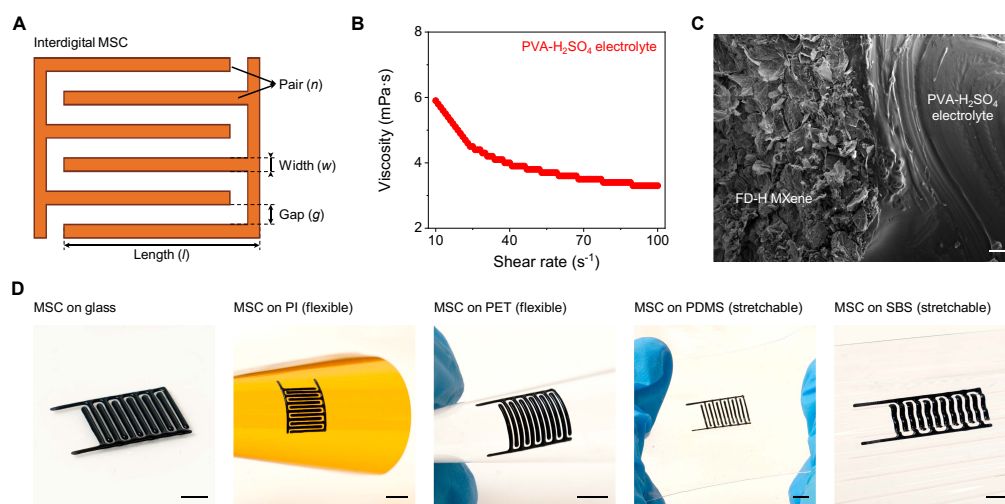 A
Interdigital MSC
Pair (n)
Width (w)
Gap (g)
Length (l)
B
PVA-H₂SO₄ electrolyte
Viscosity (mPa·s)
8
6
4
2
10
40
70
100
Shear rate (s⁻¹)
C
PVA-H₂SO₄
electrolyte
FD-H MXene
D
MSC on glass
MSC on PI (flexible)
MSC on PET (flexible)
MSC on PDMS (stretchable)
MSC on SBS (stretchable)